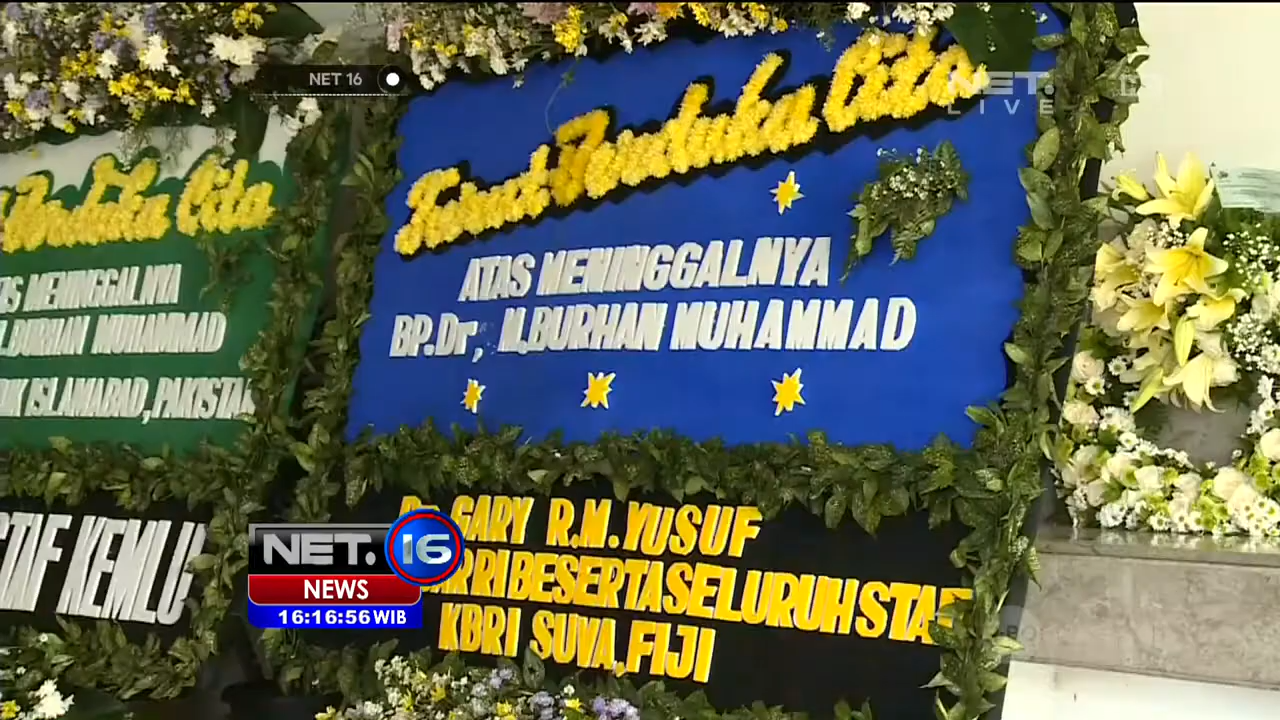 NET 16
NET.
LIVE
Turut Berduka Cita
ATAS MENINGGALNYA
BP.Dr, M.BURHAN MUHAMMAD
Dr GARY R.M.YUSUF
BESERTA SELURUH STAF
KBRI SUVA, FIJI
Berduka Cita
MENINGGALNYA
BURHAN MUHAMMAD
ISLAMABAD,PAKISTAN
KEMLU
NET. 16
NEWS
16:16:56 WIB